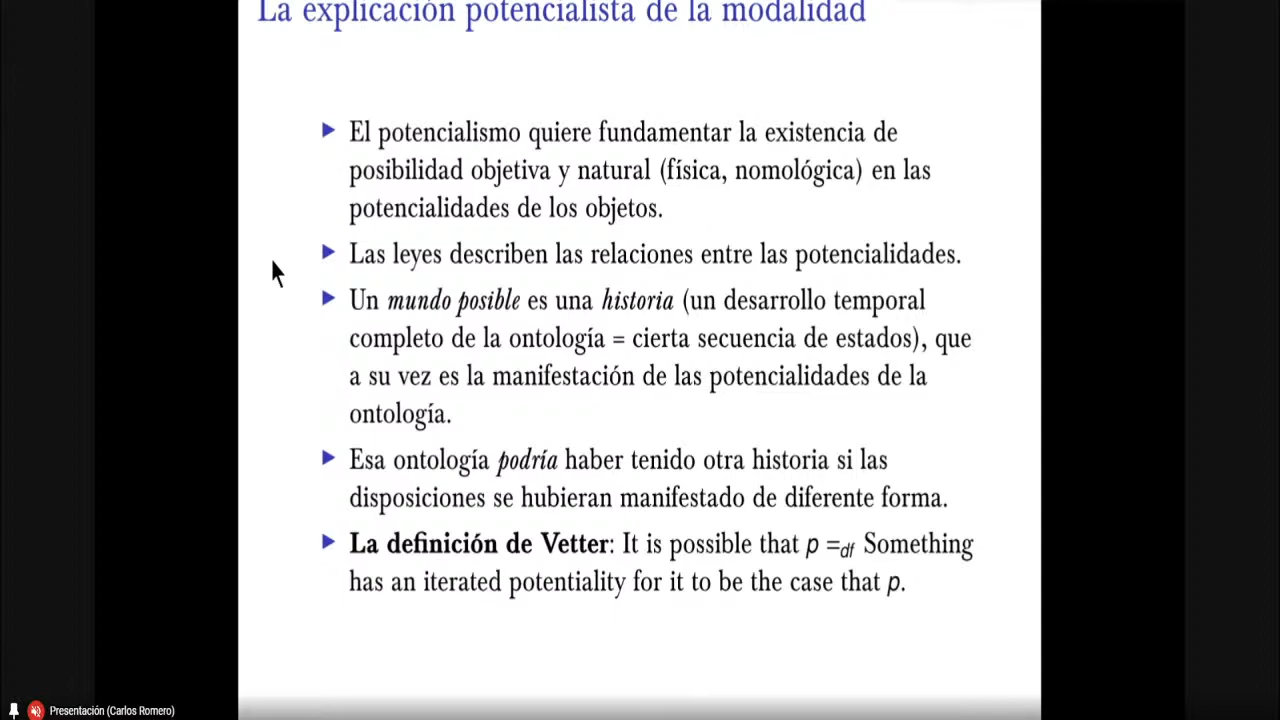 La explicación potencialista de la modalidad
▶ El potencialismo quiere fundamentar la existencia de
posibilidad objetiva y natural (física, nomológica) en las
potencialidades de los objetos.
▶ Las leyes describen las relaciones entre las potencialidades.
▶ Un mundo posible es una historia (un desarrollo temporal
completo de la ontología = cierta secuencia de estados), que
a su vez es la manifestación de las potencialidades de la
ontología.
▶ Esa ontología podría haber tenido otra historia si las
disposiciones se hubieran manifestado de diferente forma.
▶ La definición de Vetter: It is possible that p =df Something
has an iterated potentiality for it to be the case that p.
Presentación (Carlos Romero)